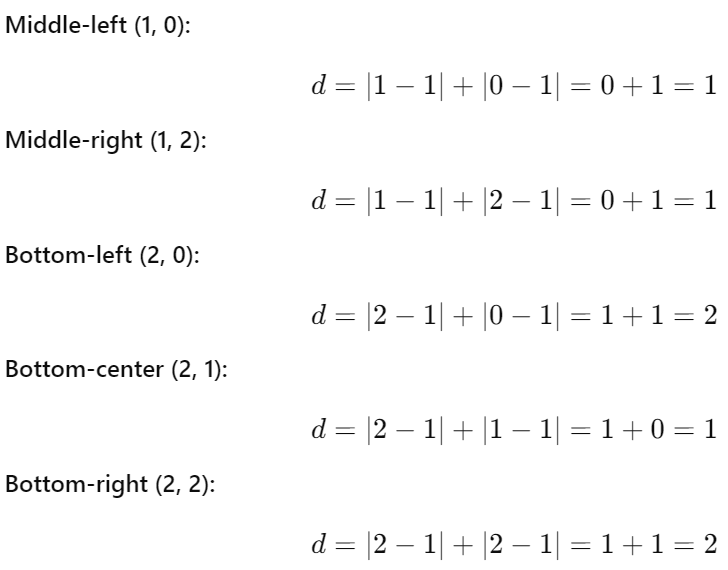 Middle-left (1, 0):
d = |1 − 1| + |0 − 1| = 0 + 1 = 1
Middle-right (1, 2):
d = |1 − 1| + |2 − 1| = 0 + 1 = 1
Bottom-left (2, 0):
d = |2 − 1| + |0 − 1| = 1 + 1 = 2
Bottom-center (2, 1):
d = |2 − 1| + |1 − 1| = 1 + 0 = 1
Bottom-right (2, 2):
d = |2 − 1| + |2 − 1| = 1 + 1 = 2